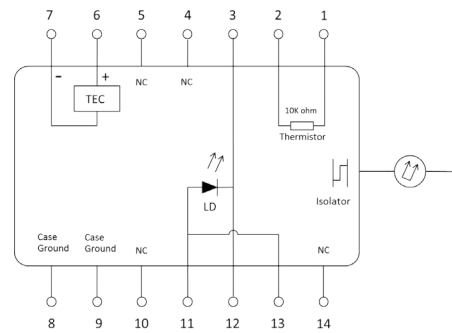 7 6 5 4 3 2 1
- + NC NC
TEC
10K ohm
Thermistor
LD
Isolator
Case Ground
Case Ground
NC
NC
8 9 10 11 12 13 14